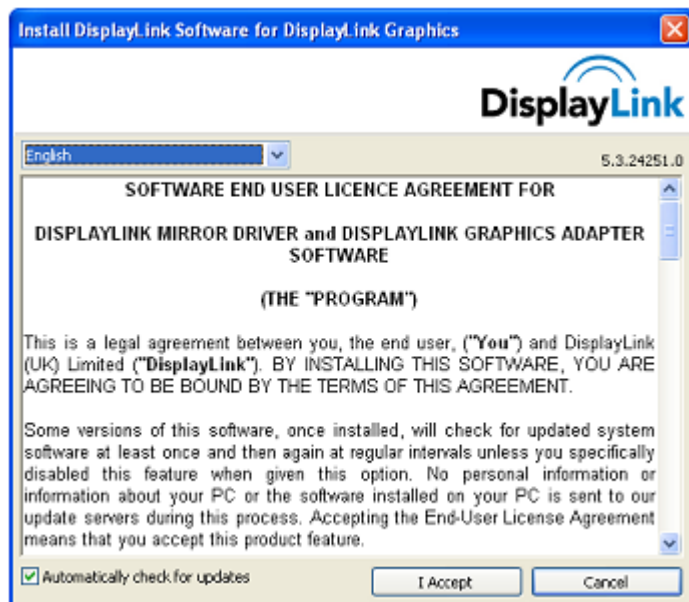 Install DisplayLink Software for DisplayLink Graphics
DisplayLink
English
5.3.24251.0
SOFTWARE END USER LICENCE AGREEMENT FOR
DISPLAYLINK MIRROR DRIVER and DISPLAYLINK GRAPHICS ADAPTER
SOFTWARE
(THE "PROGRAM")
This is a legal agreement between you, the end user, ("You") and DisplayLink
(UK) Limited ("DisplayLink"). BY INSTALLING THIS SOFTWARE, YOU ARE
AGREEING TO BE BOUND BY THE TERMS OF THIS AGREEMENT.
Some versions of this software, once installed, will check for updated system
software at least once and then again at regular intervals unless you specifically
disabled this feature when given this option. No personal information or
information about your PC or the software installed on your PC is sent to our
update servers during this process. Accepting the End-User License Agreement
means that you accept this product feature.
Automatically check for updates
I Accept
Cancel